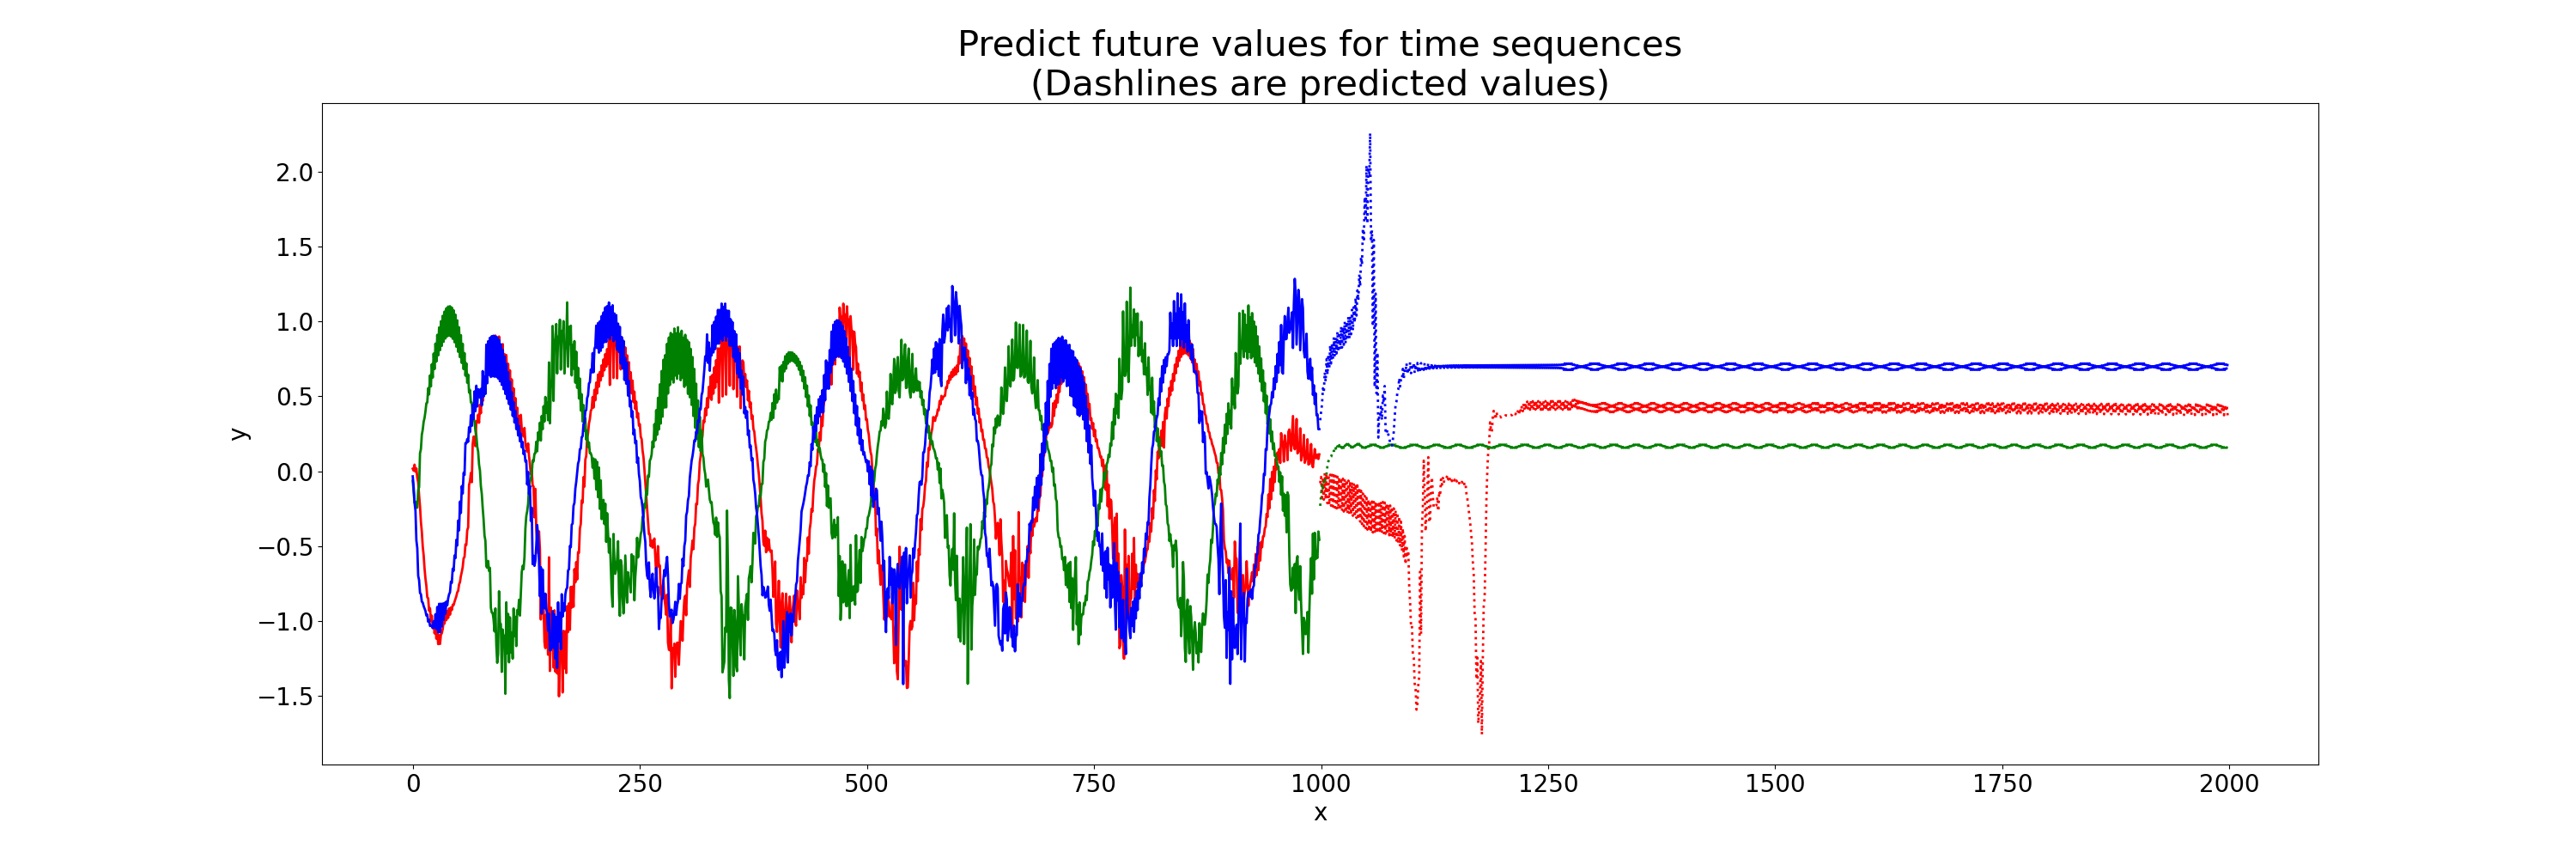 Predict future values for time sequences
(Dashlines are predicted values)
2.0
1.5
1.0
0.5
0.0
−0.5
−1.0
−1.5
y
0 250 500 750 1000 1250 1500 1750 2000
x